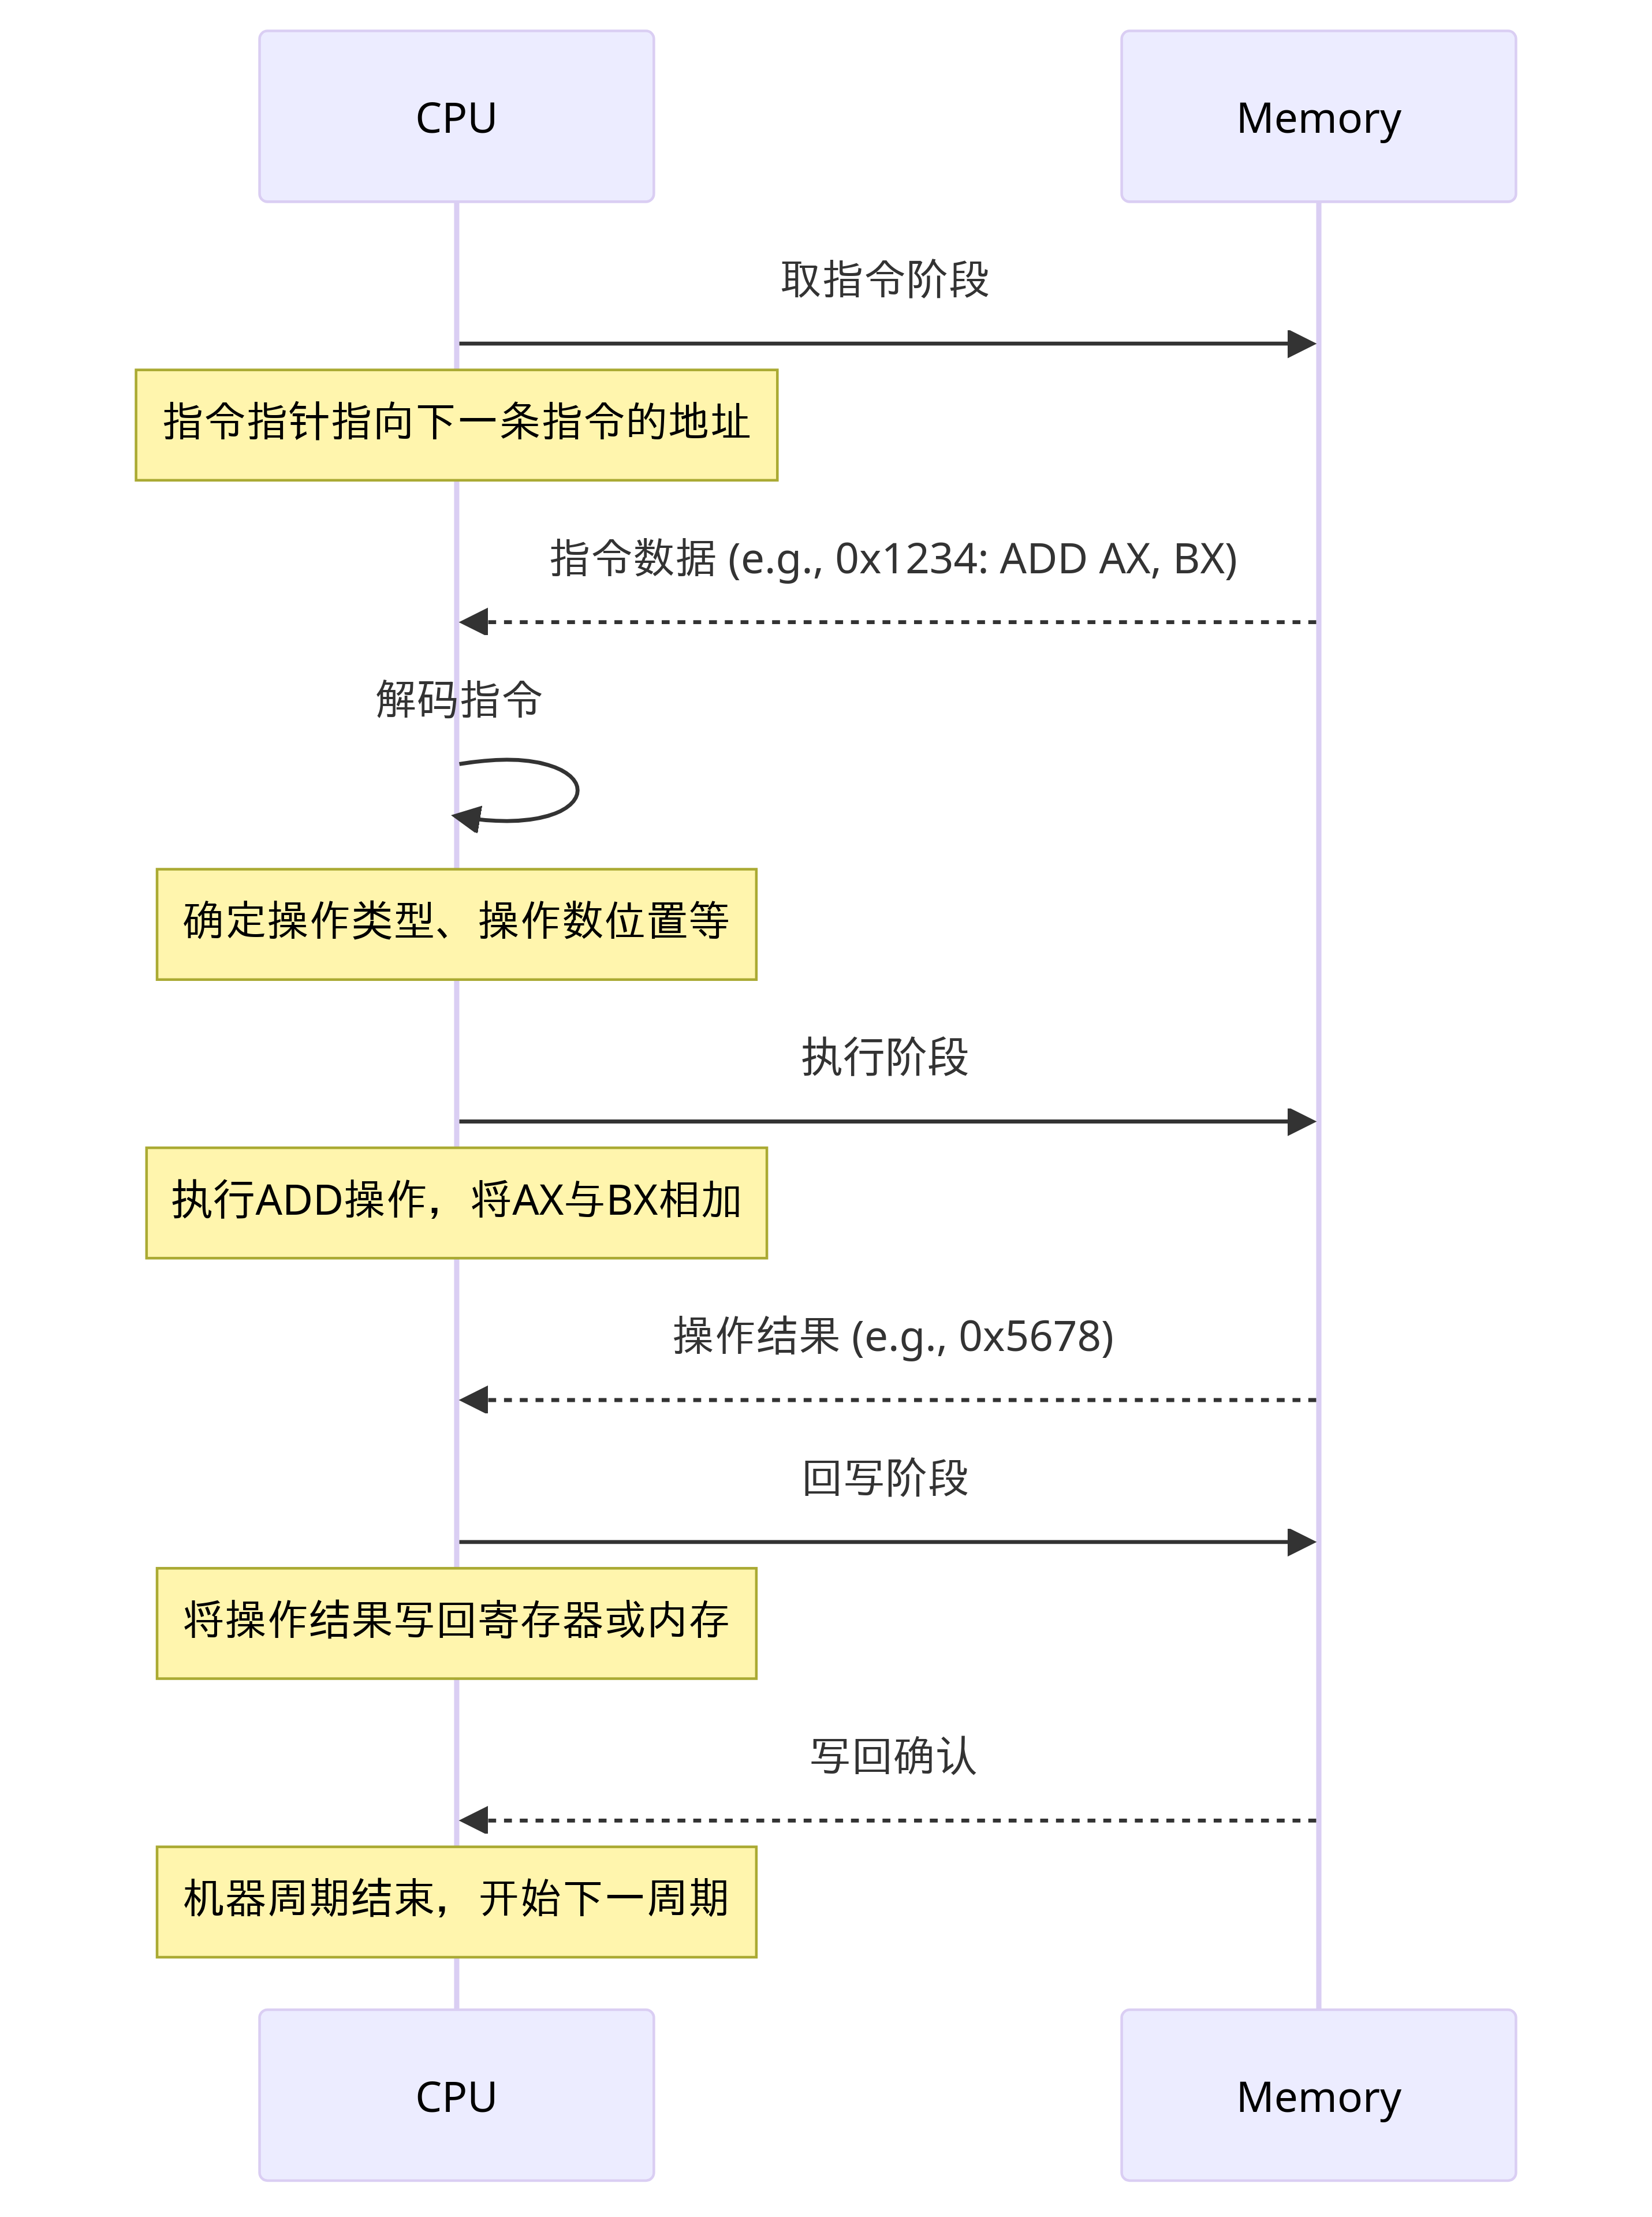 CPU
Memory
取指令阶段
指令指针指向下一条指令的地址
指令数据 (e.g., 0x1234: ADD AX, BX)
解码指令
确定操作类型、操作数位置等
执行阶段
执行ADD操作，将AX与BX相加
操作结果 (e.g., 0x5678)
回写阶段
将操作结果写回寄存器或内存
写回确认
机器周期结束，开始下一周期
CPU
Memory